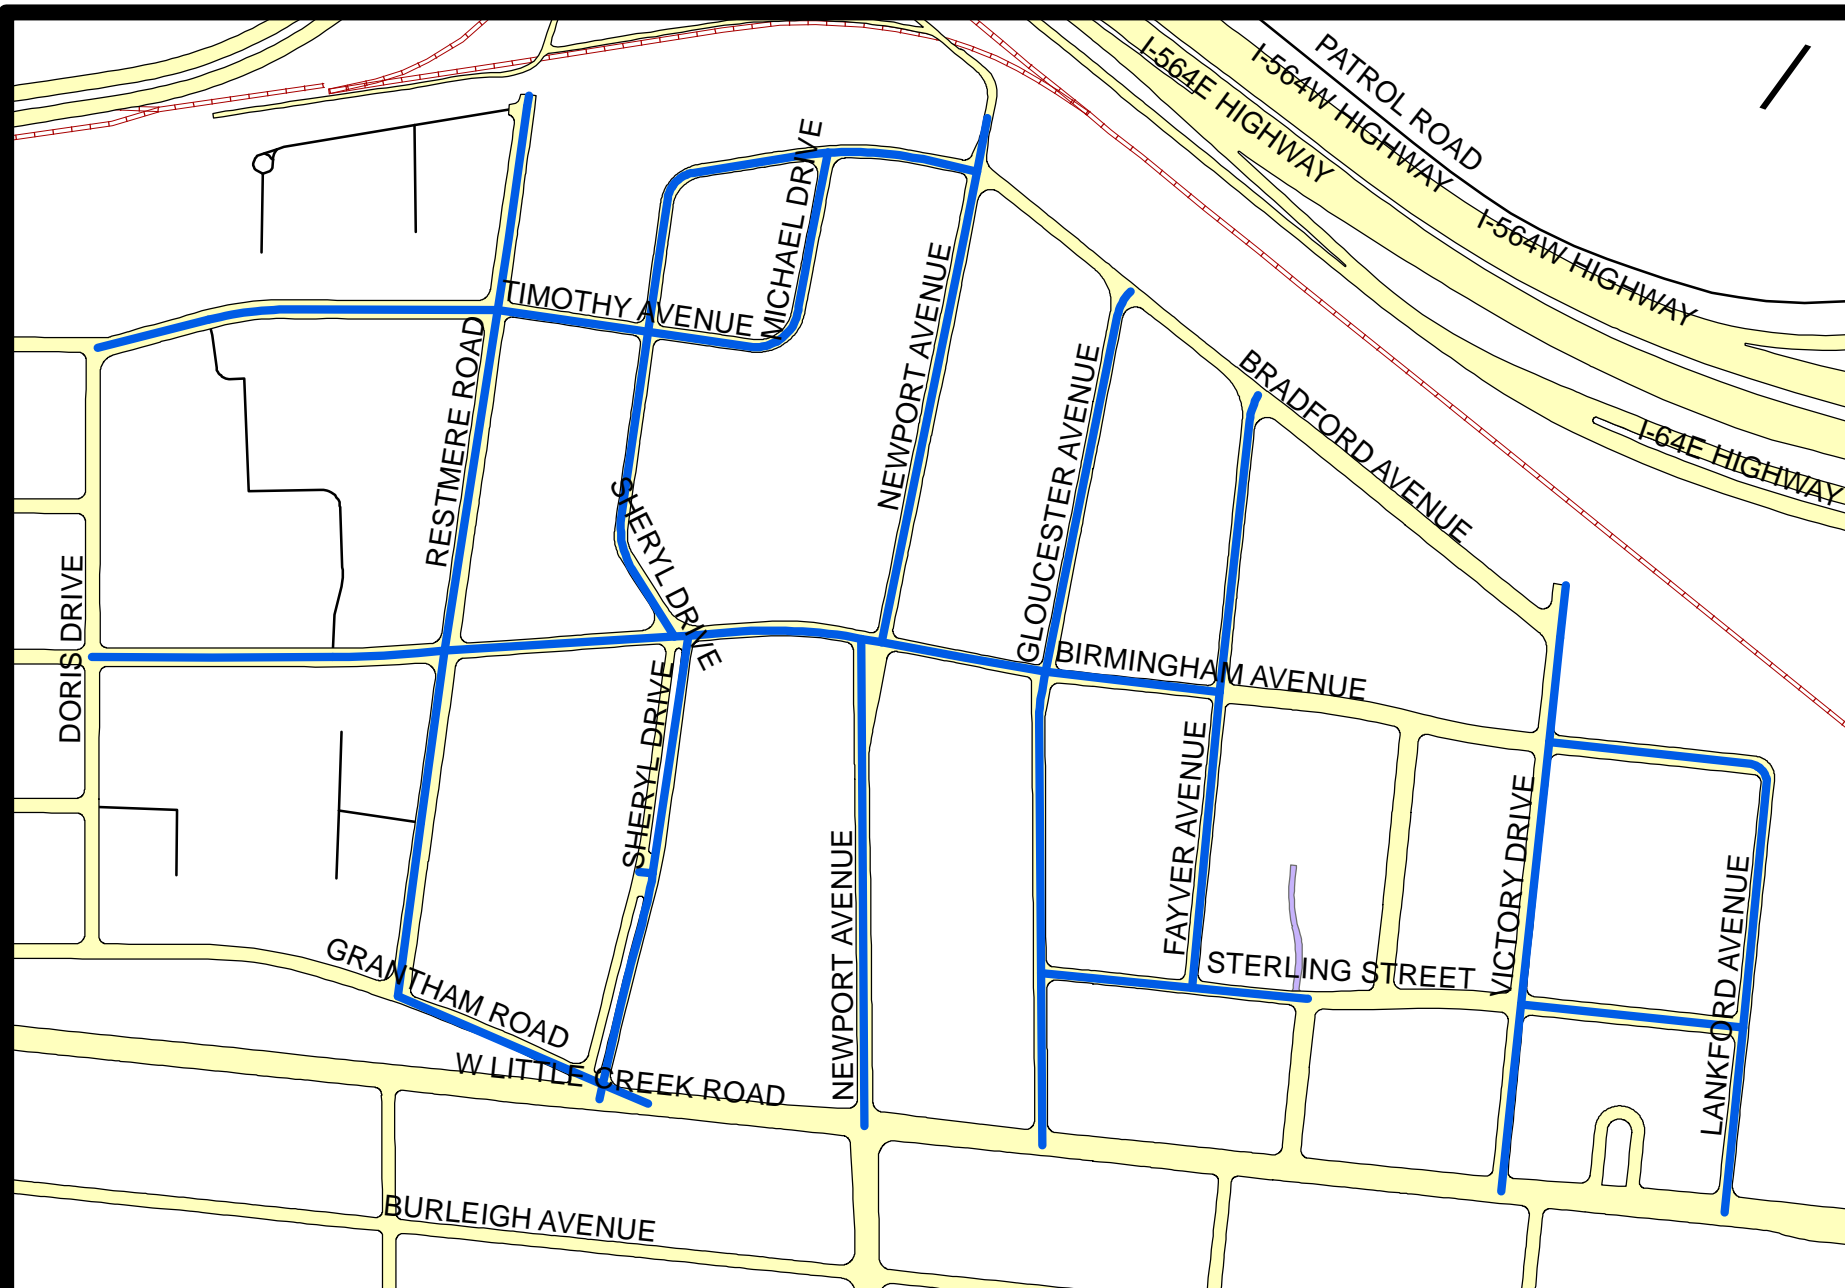 PATROL ROAD
I-564E HIGHWAY
I-564W HIGHWAY
I-564W HIGHWAY
I-64E HIGHWAY
MICHAEL DRIVE
TIMOTHY AVENUE
RESTMERE ROAD
NEWPORT AVENUE
GLOUCESTER AVENUE
BRADFORD AVENUE
SHERYL DRIVE
DORIS DRIVE
BIRMINGHAM AVENUE
SHERYL DRIVE
FAYVER AVENUE
VICTORY DRIVE
NEWPORT AVENUE
LANKFORD AVENUE
STERLING STREET
GRANTHAM ROAD
W LITTLE CREEK ROAD
BURLEIGH AVENUE